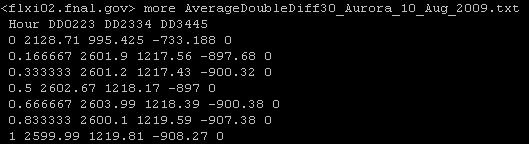 <flxi02.fnal.gov> more AverageDoubleDiff30_Aurora_10_Aug_2009.txt
Hour DD0223 DD2334 DD3445
0 2128.71 995.425 -733.188 0
0.166667 2601.9 1217.56 -897.68 0
0.333333 2601.2 1217.43 -900.32 0
0.5 2602.67 1218.17 -897 0
0.666667 2603.99 1218.39 -900.38 0
0.833333 2600.1 1219.59 -907.38 0
1 2599.99 1219.81 -908.27 0